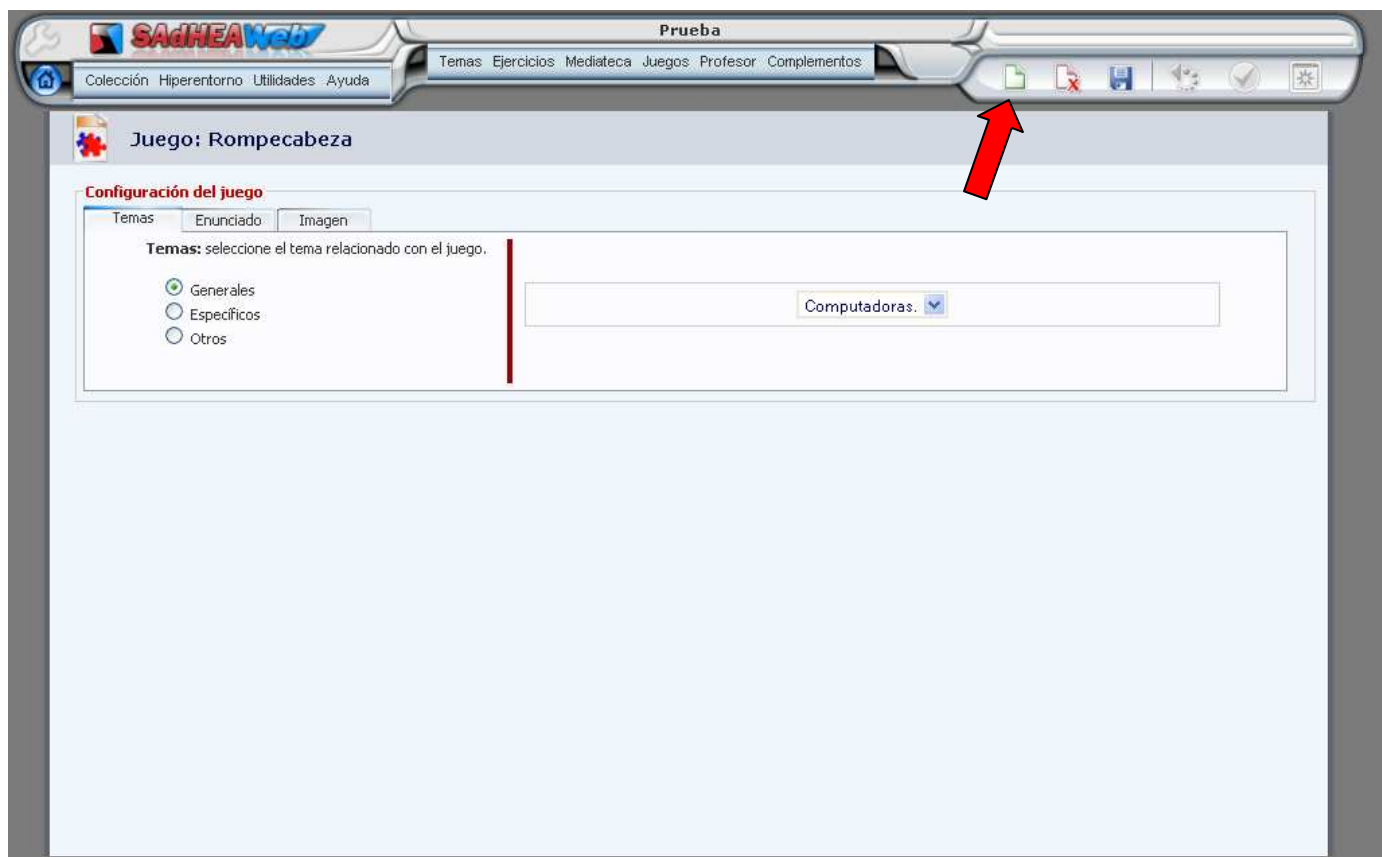 SAdHEAWeb
Prueba
Temas Ejercicios Mediateca Juegos Profesor Complementos
Colección Hiperentorno Utilidades Ayuda
Juego: Rompecabeza
Configuración del juego
Temas Enunciado Imagen
Temas: seleccione el tema relacionado con el juego.
Generales
Específicos
Otros
Computadoras.